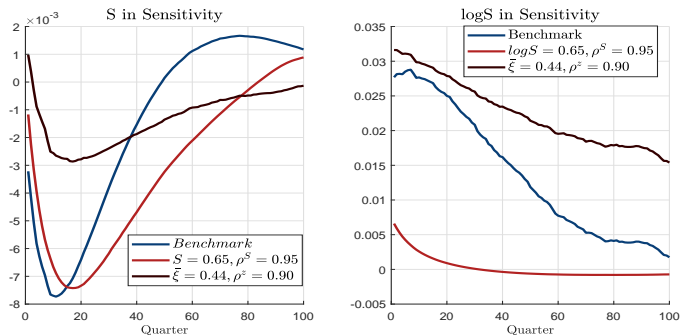 S in Sensitivity
×10⁻³
2
1
0
-1
-2
-3
-4
-5
-6
-7
-8
0 20 40 60 80 100
Quarter
Benchmark
S = 0.65, ρ^S = 0.95
ξ̄ = 0.44, ρ^z = 0.90
logS in Sensitivity
0.035
0.03
0.025
0.02
0.015
0.01
0.005
0
-0.005
0 20 40 60 80 100
Quarter
Benchmark
logS = 0.65, ρ^S = 0.95
ξ̄ = 0.44, ρ^z = 0.90